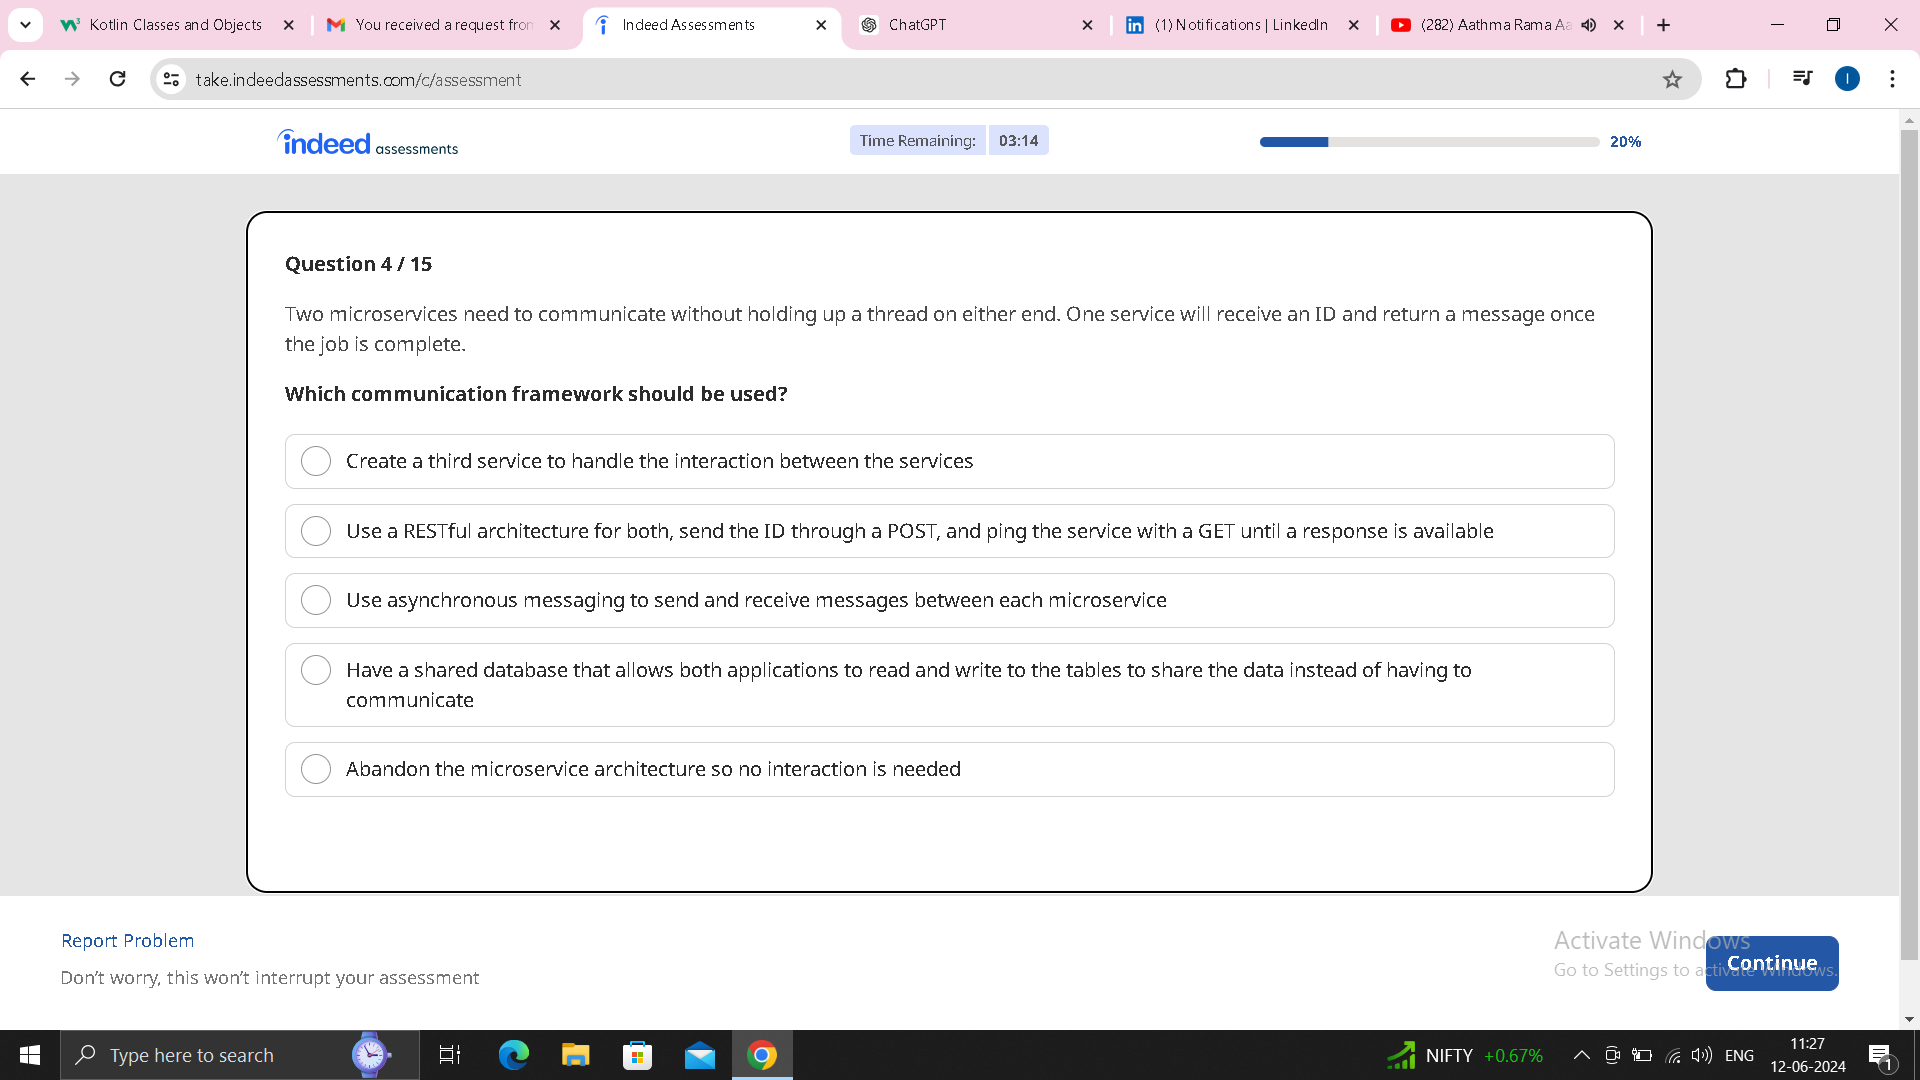 Kotlin Classes and Objects
You received a request from
Indeed Assessments
ChatGPT
(1) Notifications | LinkedIn
(282) Aathma Rama Aa
take.indeedassessments.com/c/assessment
I
indeed assessments
Time Remaining: 03:14
20%
Question 4 / 15
Two microservices need to communicate without holding up a thread on either end. One service will receive an ID and return a message once
the job is complete.
Which communication framework should be used?
Create a third service to handle the interaction between the services
Use a RESTful architecture for both, send the ID through a POST, and ping the service with a GET until a response is available
Use asynchronous messaging to send and receive messages between each microservice
Have a shared database that allows both applications to read and write to the tables to share the data instead of having to
communicate
Abandon the microservice architecture so no interaction is needed
Report Problem
Don't worry, this won't interrupt your assessment
Activate Windows
Go to Settings to activate Windows.
Continue
Type here to search
NIFTY +0.67%
ENG
11:27
12-06-2024
1